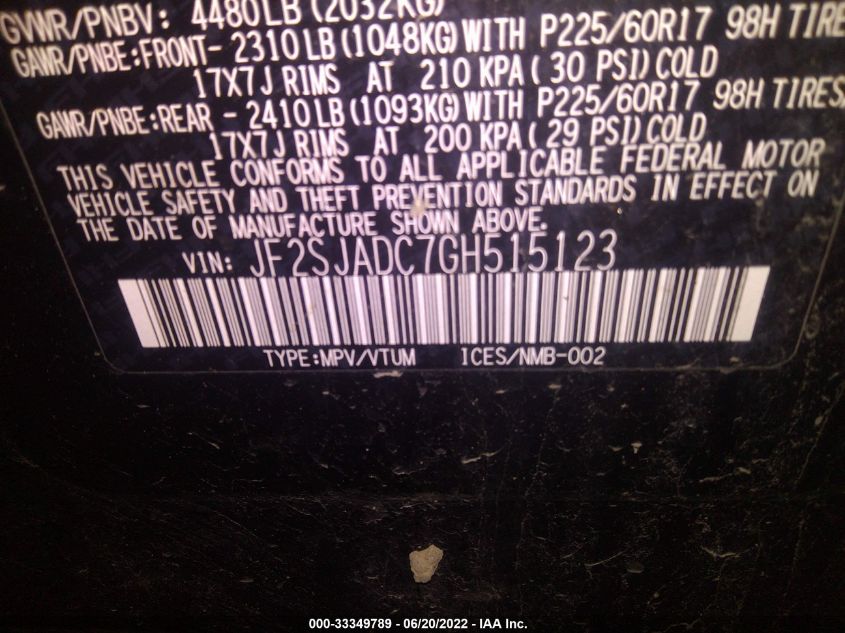 GVWR/PNBV: 4480LB (2032KG)
GAWR/PNBE:FRONT- 2310 LB (1048KG) WITH P225/60R17 98H TIRE
17X7J RIMS AT 210 KPA ( 30 PSI) COLD
GAWR/PNBE:REAR - 2410 LB (1093KG) WITH P225/60R17 98H TIRES
17X7J RIMS AT 200 KPA ( 29 PSI) COLD
THIS VEHICLE CONFORMS TO ALL APPLICABLE FEDERAL MOTOR
VEHICLE SAFETY AND THEFT PREVENTION STANDARDS IN EFFECT ON
THE DATE OF MANUFACTURE SHOWN ABOVE.
VIN: JF2SJADC7GH515123
TYPE:MPV/VTUM ICES/NMB-002
000-33349789 - 06/20/2022 - IAA Inc.